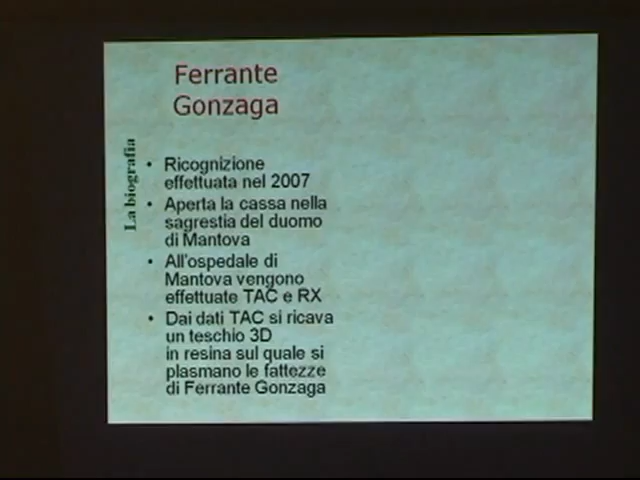 Ferrante
Gonzaga
La biografia
• Ricognizione
effettuata nel 2007
• Aperta la cassa nella
sagrestia del duomo
di Mantova
• All'ospedale di
Mantova vengono
effettuate TAC e RX
• Dai dati TAC si ricava
un teschio 3D
in resina sul quale si
plasmano le fattezze
di Ferrante Gonzaga